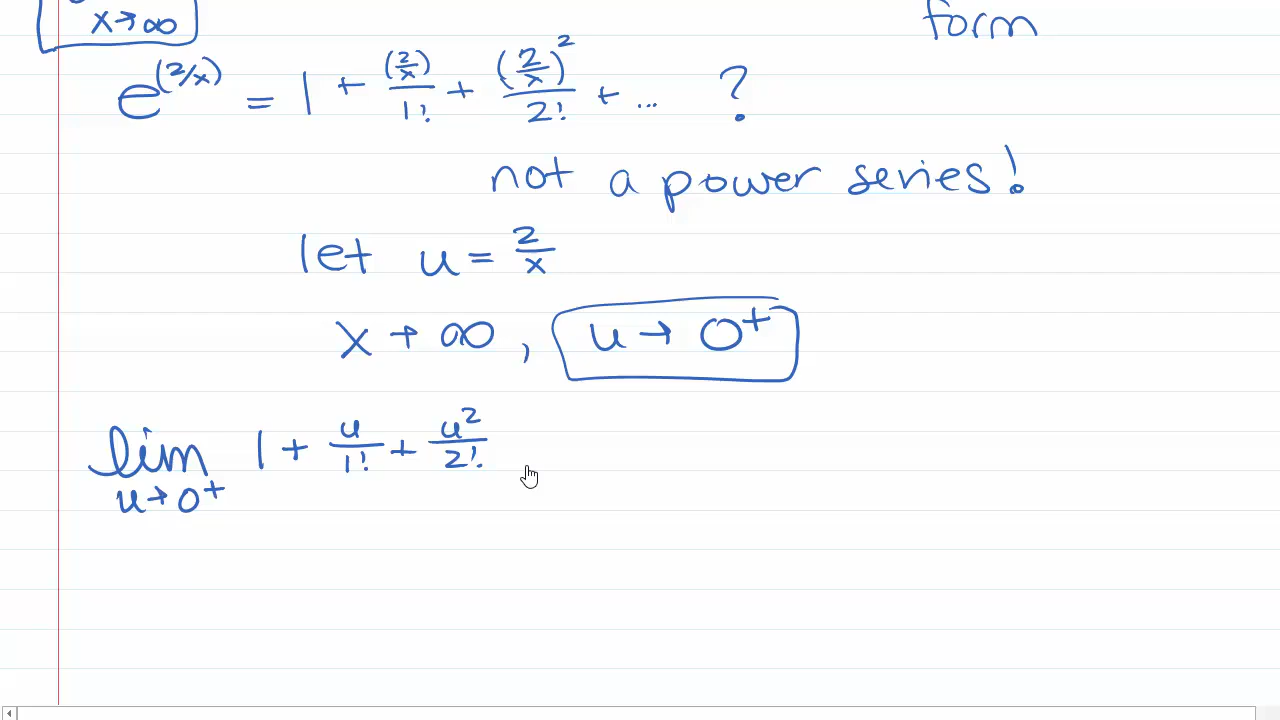 x→∞ form
e^(2/x) = 1 + (2/x)/1! + (2/x)^2/2! + ... ?
not a power series!
let u = 2/x
x→∞, u→0^+
lim u→0^+ 1 + u/1! + u^2/2!